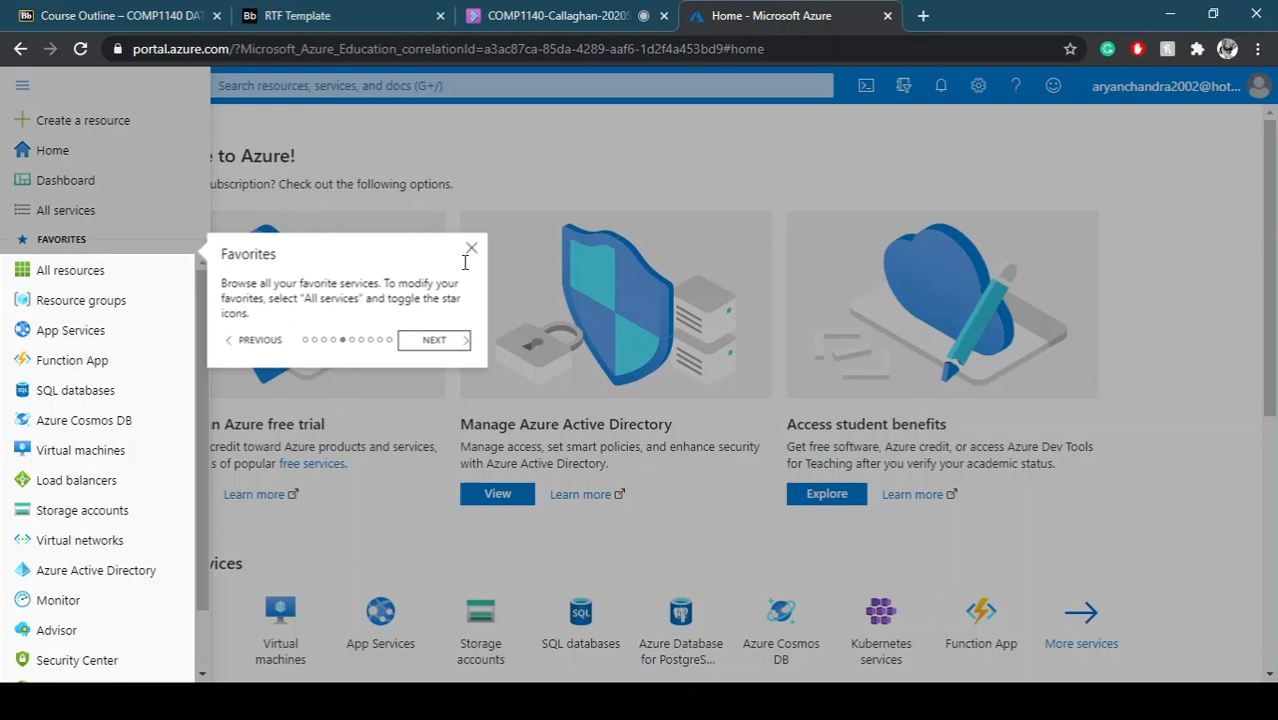 Course Outline – COMP1140 DAT
RTF Template
COMP1140-Callaghan-2020S
Home - Microsoft Azure
portal.azure.com/?Microsoft_Azure_Education_correlationId=a3ac87ca-85da-4289-aaf6-1d2f4a453bd9#home
Search resources, services, and docs (G+/)
aryanchandra2002@hot...
Create a resource
Home
Dashboard
All services
FAVORITES
All resources
Resource groups
App Services
Function App
SQL databases
Azure Cosmos DB
Virtual machines
Load balancers
Storage accounts
Virtual networks
Azure Active Directory
Monitor
Advisor
Security Center
e to Azure!
ubscription? Check out the following options.
Favorites
Browse all your favorite services. To modify your
favorites, select "All services" and toggle the star
icons.
PREVIOUS
NEXT
n Azure free trial
credit toward Azure products and services,
s of popular free services.
Learn more
Manage Azure Active Directory
Manage access, set smart policies, and enhance security
with Azure Active Directory.
View
Learn more
Access student benefits
Get free software, Azure credit, or access Azure Dev Tools
for Teaching after you verify your academic status.
Explore
Learn more
vices
Virtual
machines
App Services
Storage
accounts
SQL databases
Azure Database
for PostgreS...
Azure Cosmos
DB
Kubernetes
services
Function App
More services